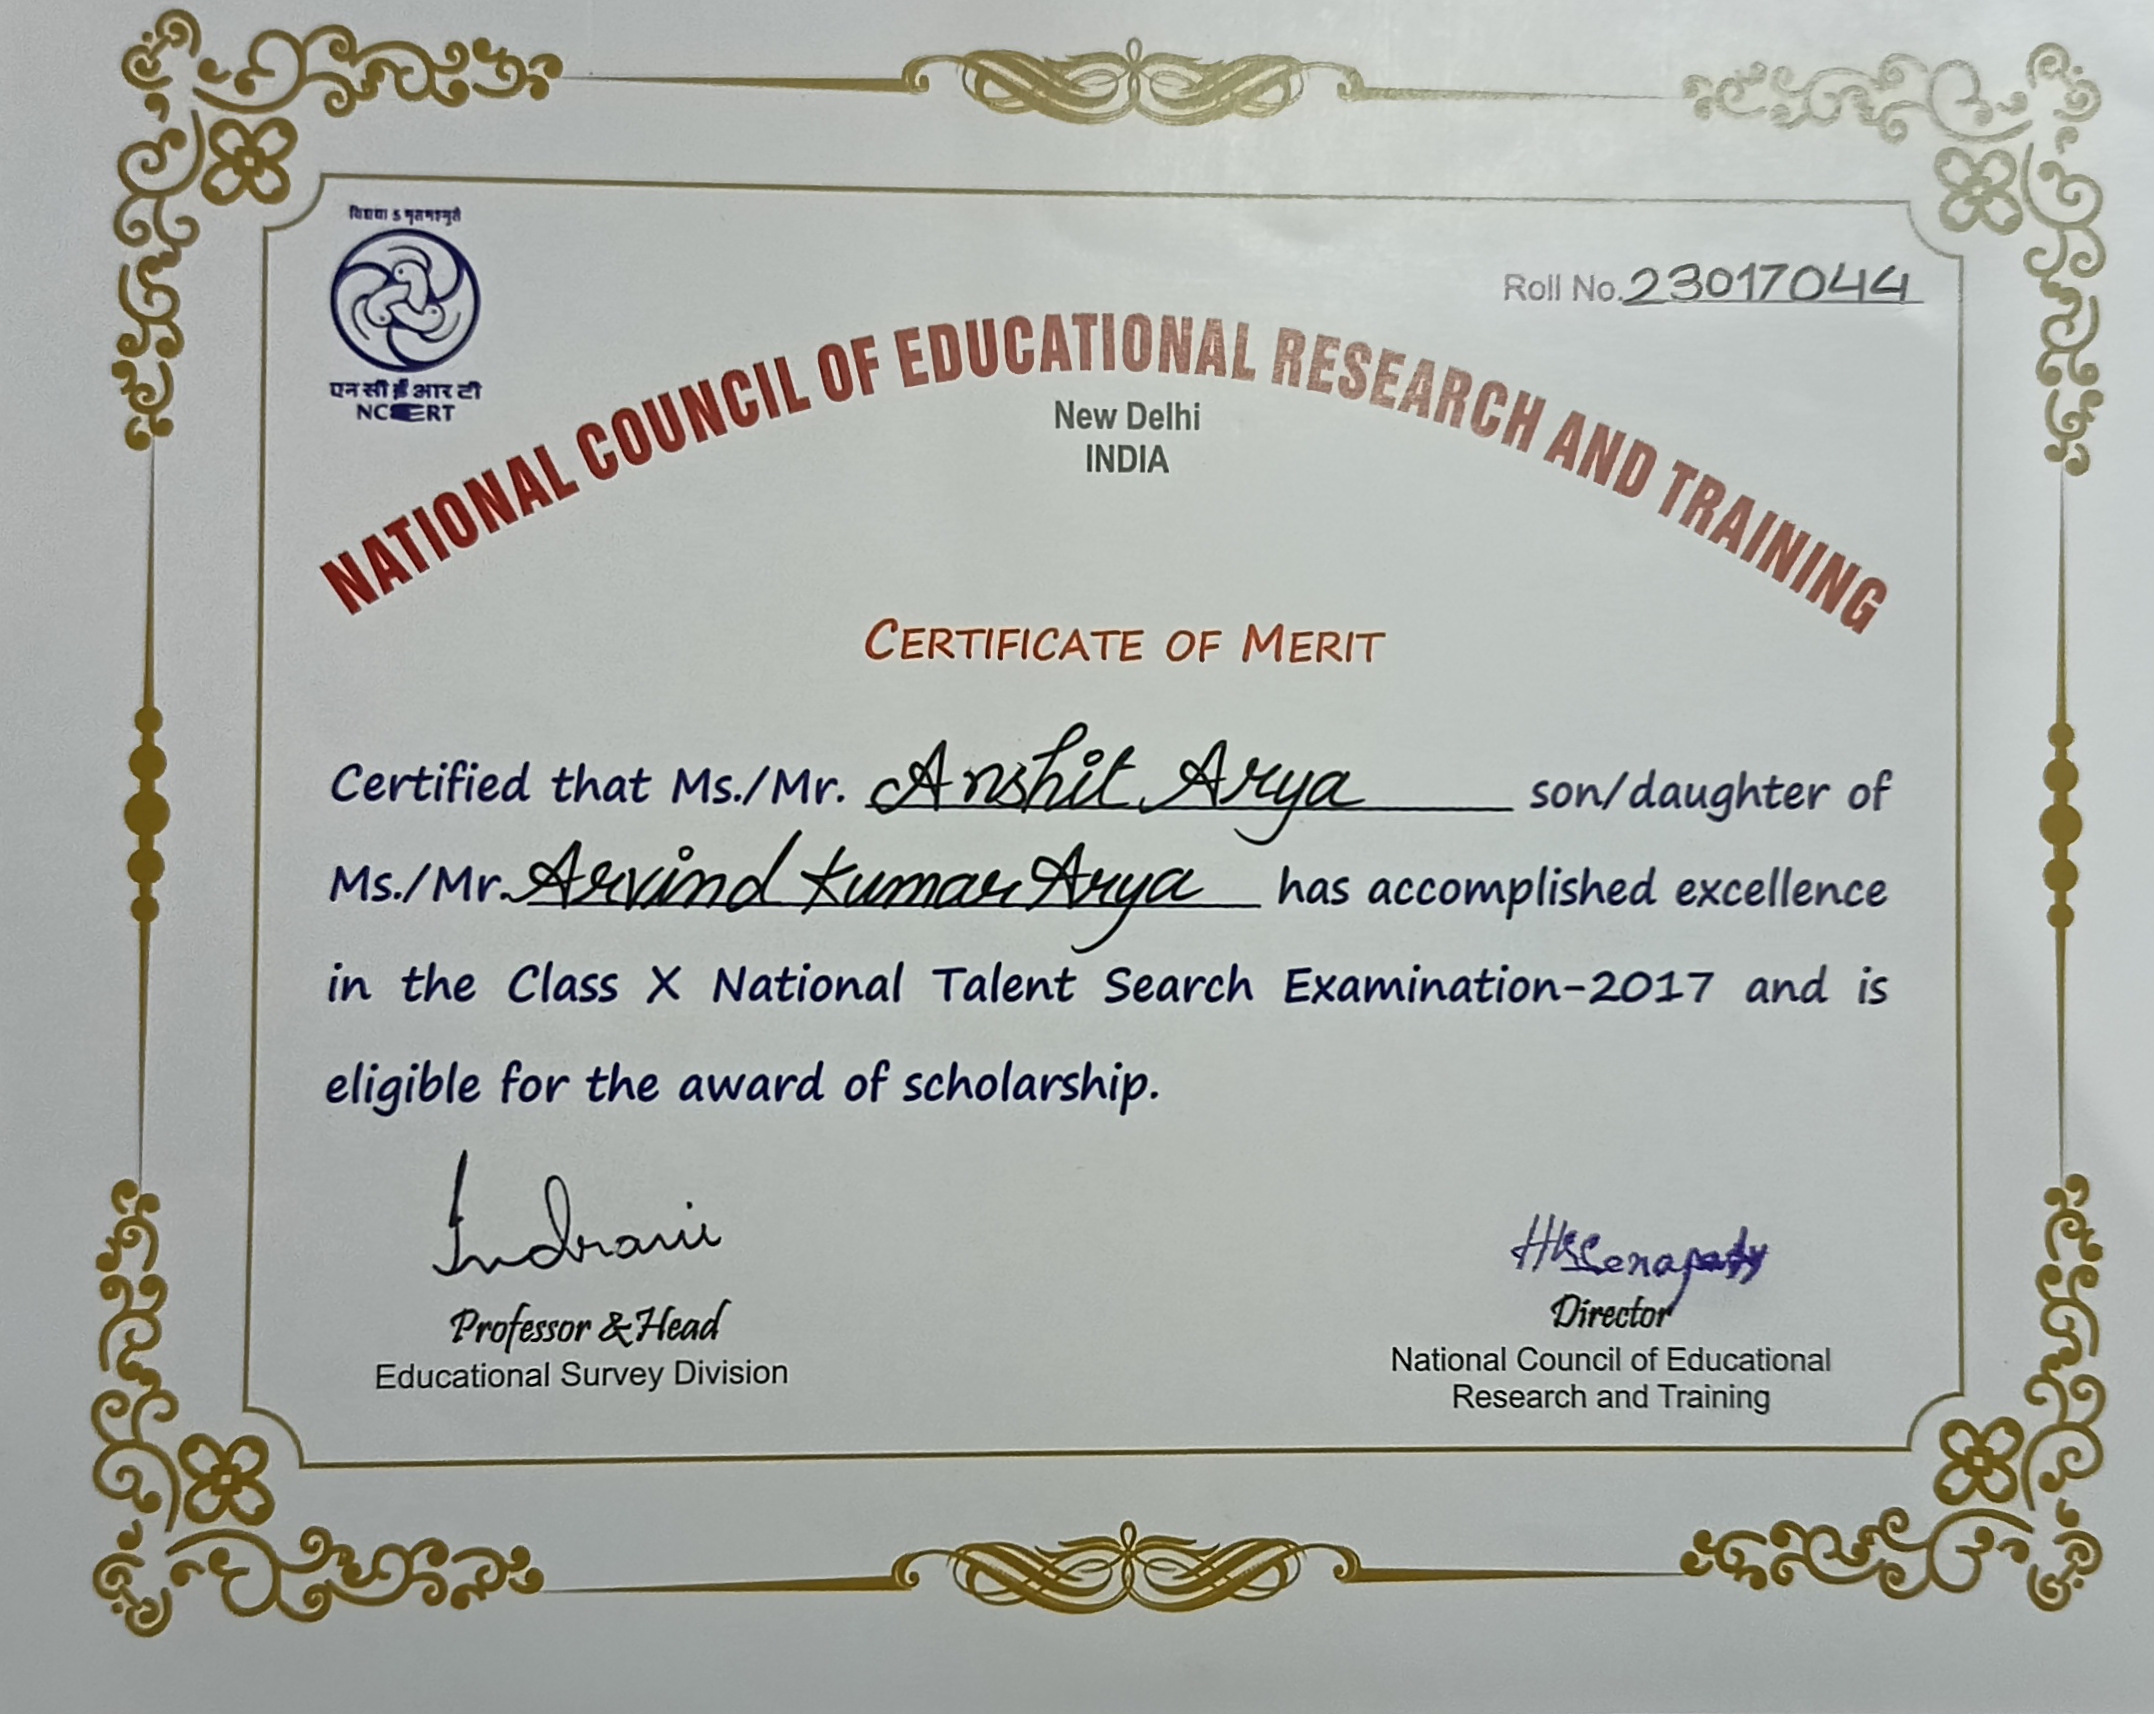 विद्यया ऽ मृतमश्नुते
एन सी ई आर टी
NCERT
Roll No. 23017044
NATIONAL COUNCIL OF EDUCATIONAL RESEARCH AND TRAINING
New Delhi
INDIA
CERTIFICATE OF MERIT
Certified that Ms./Mr. Anshit Arya son/daughter of
Ms./Mr. Arvind Kumar Arya has accomplished excellence
in the Class X National Talent Search Examination-2017 and is
eligible for the award of scholarship.
Indrani
HKSenapaty
Professor & Head
Educational Survey Division
Director
National Council of Educational
Research and Training